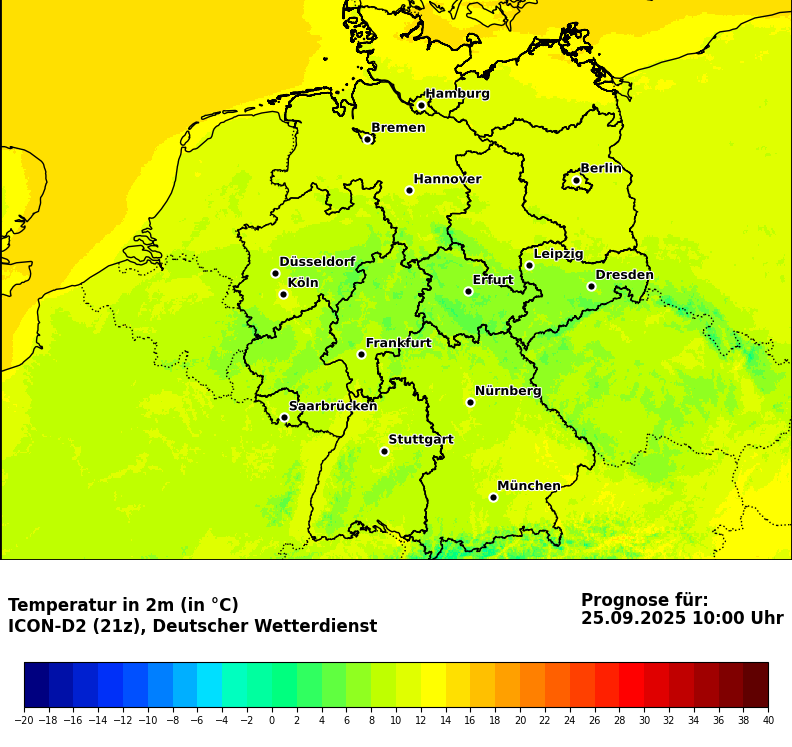 Hamburg
Bremen
Berlin
Hannover
Leipzig
Düsseldorf
Dresden
Köln
Erfurt
Frankfurt
Nürnberg
Saarbrücken
Stuttgart
München
Temperatur in 2m (in °C)
ICON-D2 (21z), Deutscher Wetterdienst
Prognose für:
25.09.2025 10:00 Uhr
−20 −18 −16 −14 −12 −10 −8 −6 −4 −2 0 2 4 6 8 10 12 14 16 18 20 22 24 26 28 30 32 34 36 38 40